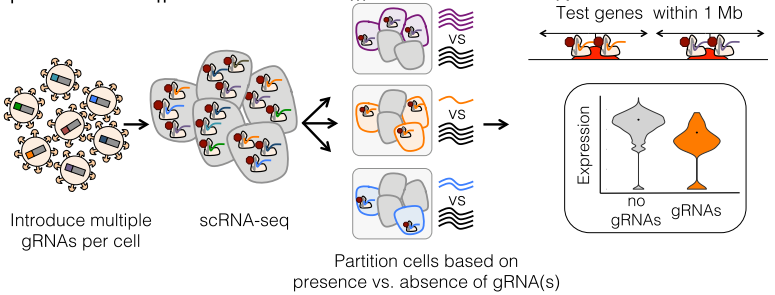 Test genes within 1 Mb
vs
vs
vs
Expression
no
gRNAs
gRNAs
Introduce multiple
gRNAs per cell
scRNA-seq
Partition cells based on
presence vs. absence of gRNA(s)